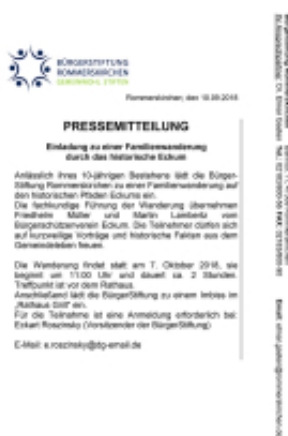 BÜRGERSTIFTUNG
ROMMERSKIRCHEN
GEMEINWOHL STIFTEN
Rommerskirchen, den 10.09.2018
PRESSEMITTEILUNG
Einladung zu einer Familienwanderung
durch das historische Eckum
Anlässlich ihres 10-jährigen Bestehens lädt die Bürger-
Stiftung Rommerskirchen zu einer Familienwanderung auf
den historischen Pfaden Eckums ein.
Die fachkundige Führung der Wanderung übernehmen
Friedhelm Müller und Martin Lambertz vom
Bürgerschützenverein Eckum. Die Teilnehmer dürfen sich
auf kurzweilige Vorträge und historische Fakten aus dem
Gemeindeleben freuen.
Die Wanderung findet statt am 7. Oktober 2018, sie
beginnt um 11:00 Uhr und dauert ca. 2 Stunden.
Treffpunkt ist vor dem Rathaus.
Anschließend lädt die BürgerStiftung zu einem Imbiss im
„Rathaus Grill“ ein.
Für die Teilnahme ist eine Anmeldung erforderlich bei:
Eckart Roszinsky (Vorsitzender der BürgerStiftung)
E-Mail: e.roszinsky@dg-email.de